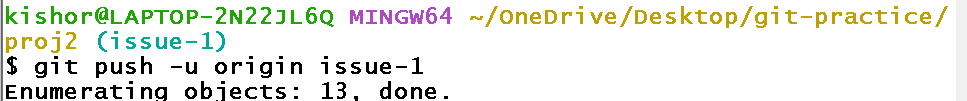 kishor@LAPTOP-2N22JL6Q MINGW64 ~/OneDrive/Desktop/git-practice/
proj2 (issue-1)
$ git push -u origin issue-1
Enumerating objects: 13, done.